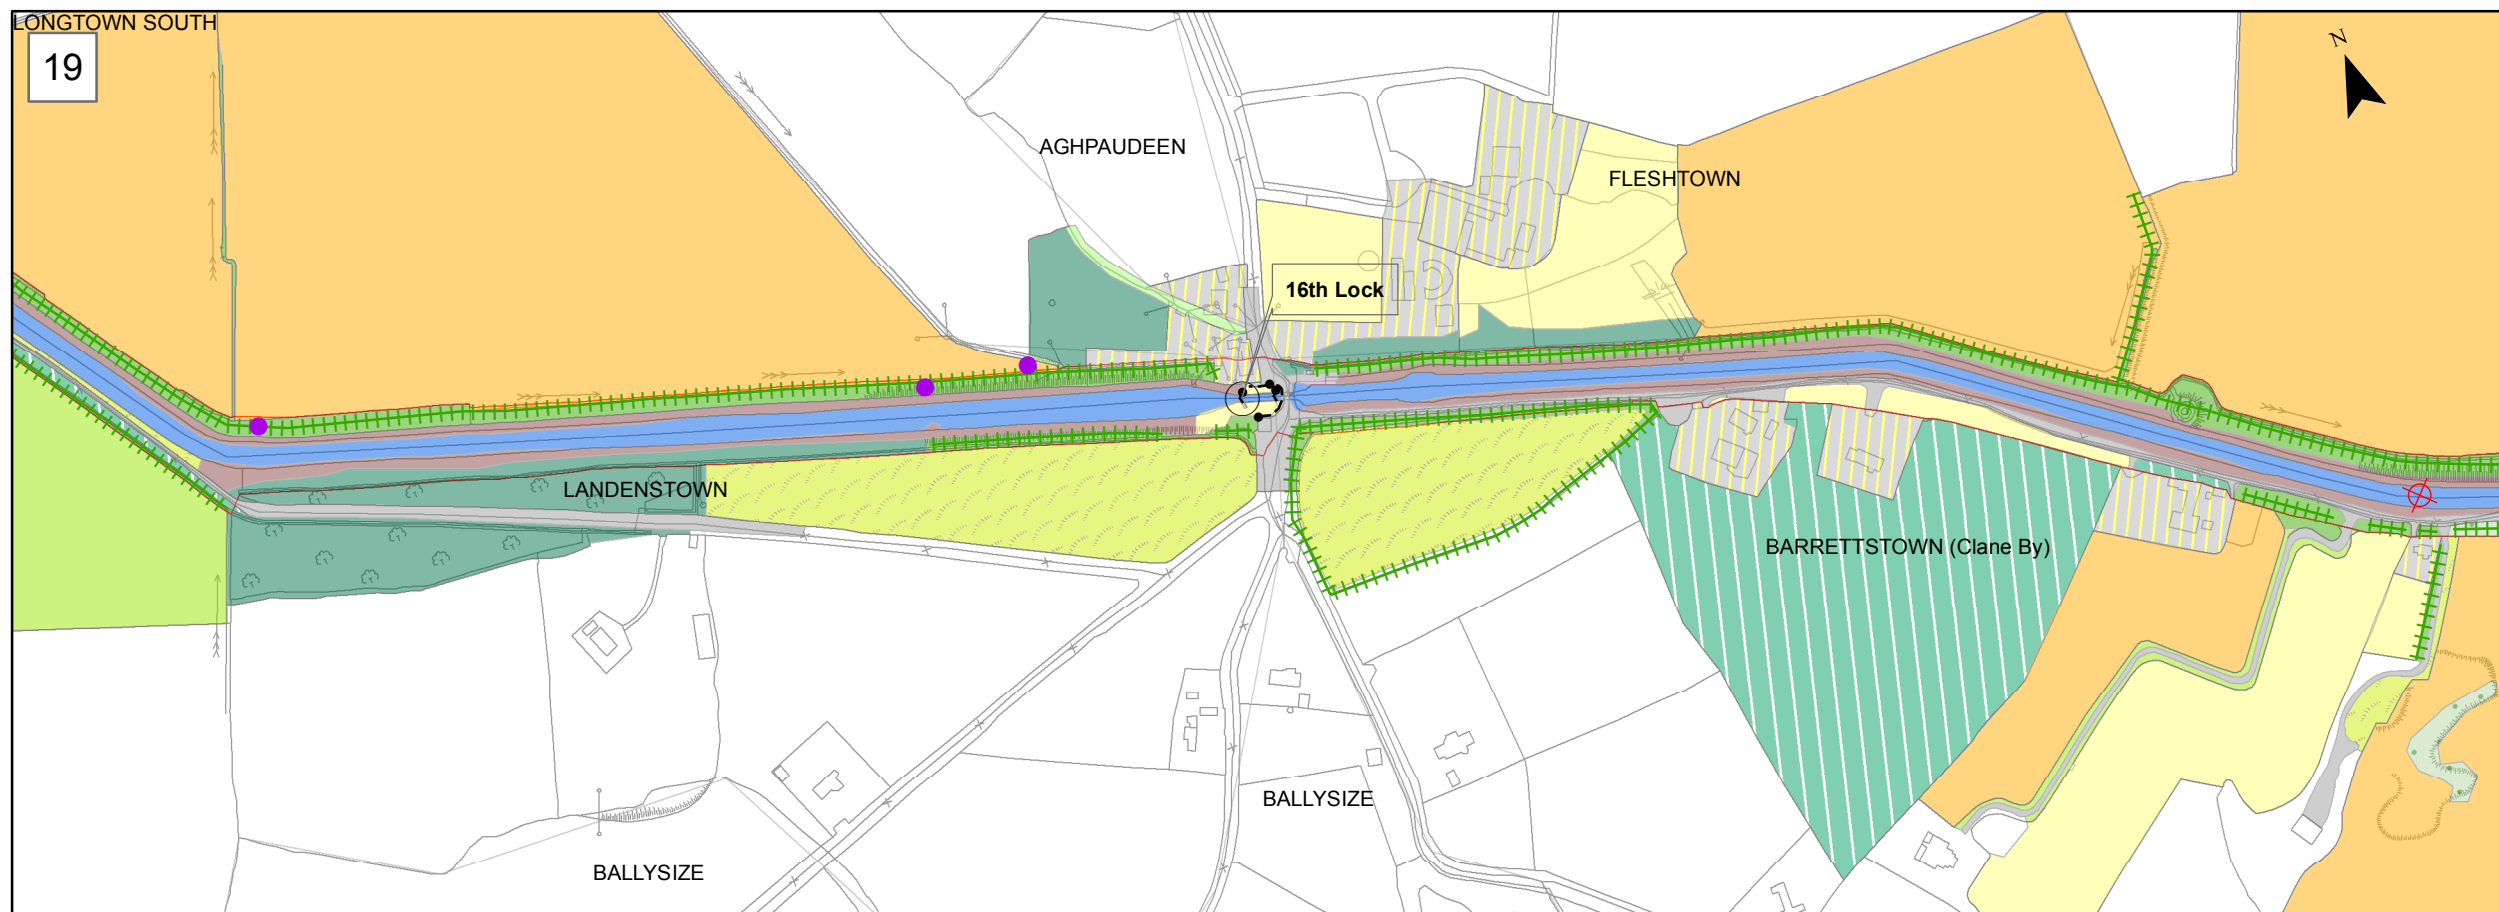 LONGTOWN SOUTH
19
N
AGHPAUDEEN
FLESHTOWN
16th Lock
LANDENSTOWN
BARRETTSTOWN (Clane By)
BALLYSIZE
BALLYSIZE